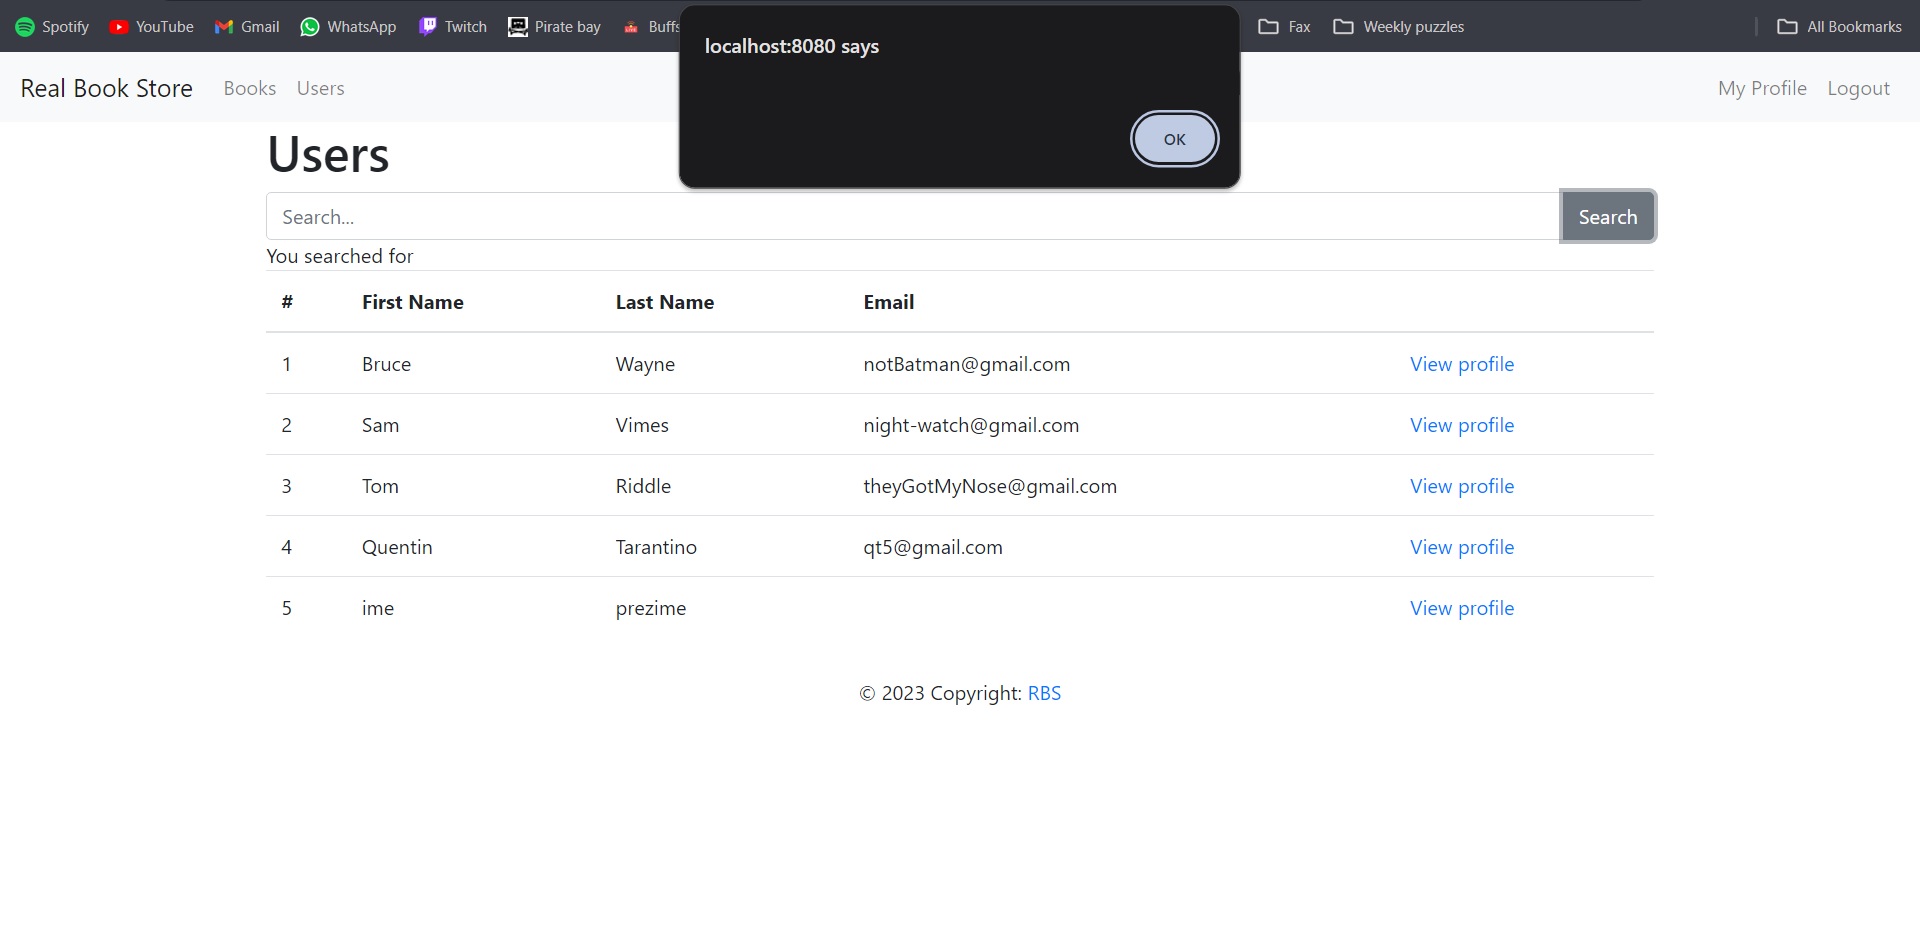 Spotify YouTube Gmail WhatsApp Twitch Pirate bay Buffs Fax Weekly puzzles All Bookmarks
localhost:8080 says
OK
Real Book Store Books Users My Profile Logout
Users
Search... Search
You searched for
# First Name Last Name Email
1 Bruce Wayne notBatman@gmail.com View profile
2 Sam Vimes night-watch@gmail.com View profile
3 Tom Riddle theyGotMyNose@gmail.com View profile
4 Quentin Tarantino qt5@gmail.com View profile
5 ime prezime View profile
© 2023 Copyright: RBS